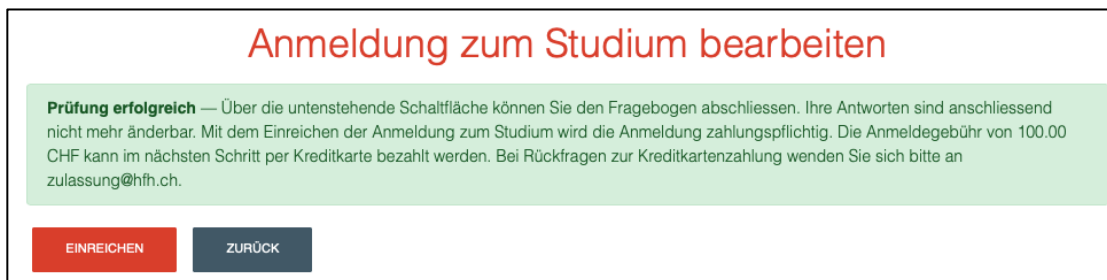 Anmeldung zum Studium bearbeiten
Prüfung erfolgreich — Über die untenstehende Schaltfläche können Sie den Fragebogen abschliessen. Ihre Antworten sind anschliessend
nicht mehr änderbar. Mit dem Einreichen der Anmeldung zum Studium wird die Anmeldung zahlungspflichtig. Die Anmeldegebühr von 100.00
CHF kann im nächsten Schritt per Kreditkarte bezahlt werden. Bei Rückfragen zur Kreditkartenzahlung wenden Sie sich bitte an
zulassung@hfh.ch.
EINREICHEN ZURÜCK